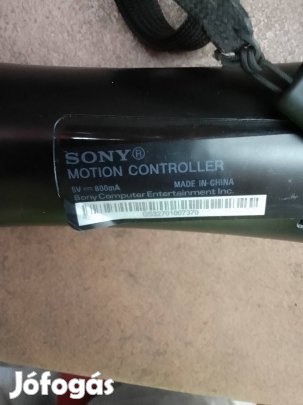 SONY®
MOTION CONTROLLER
5V⎓800mA MADE IN CHINA
Sony Computer Entertainment Inc.
Jófogás